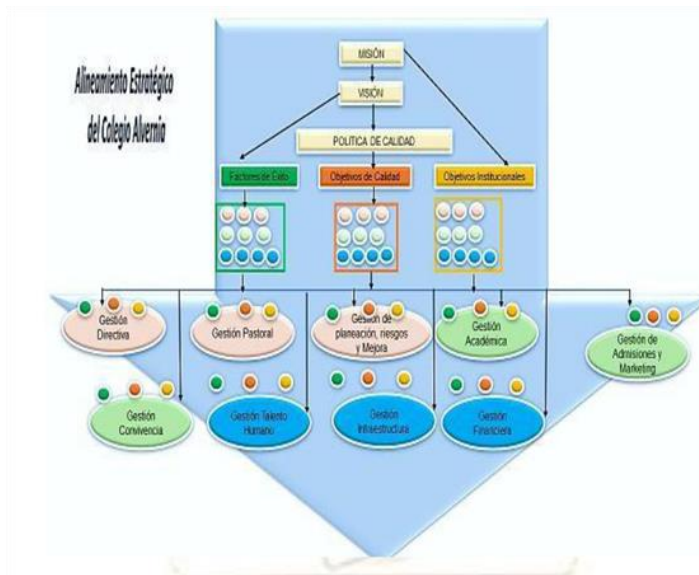 Alineamiento Estratégico
del Colegio Alvernia
MISIÓN
VISIÓN
POLITICA DE CALIDAD
Factores de Éxito
Objetivos de Calidad
Objetivos Institucionales
Gestión
Directiva
Gestión Pastoral
Gestión de
planeación, riesgos
y Mejora
Gestión
Académica
Gestión de
Admisiones y
Marketing
Gestión
Convivencia
Gestión Talento
Humano
Gestión
Infraestructura
Gestión
Financiera